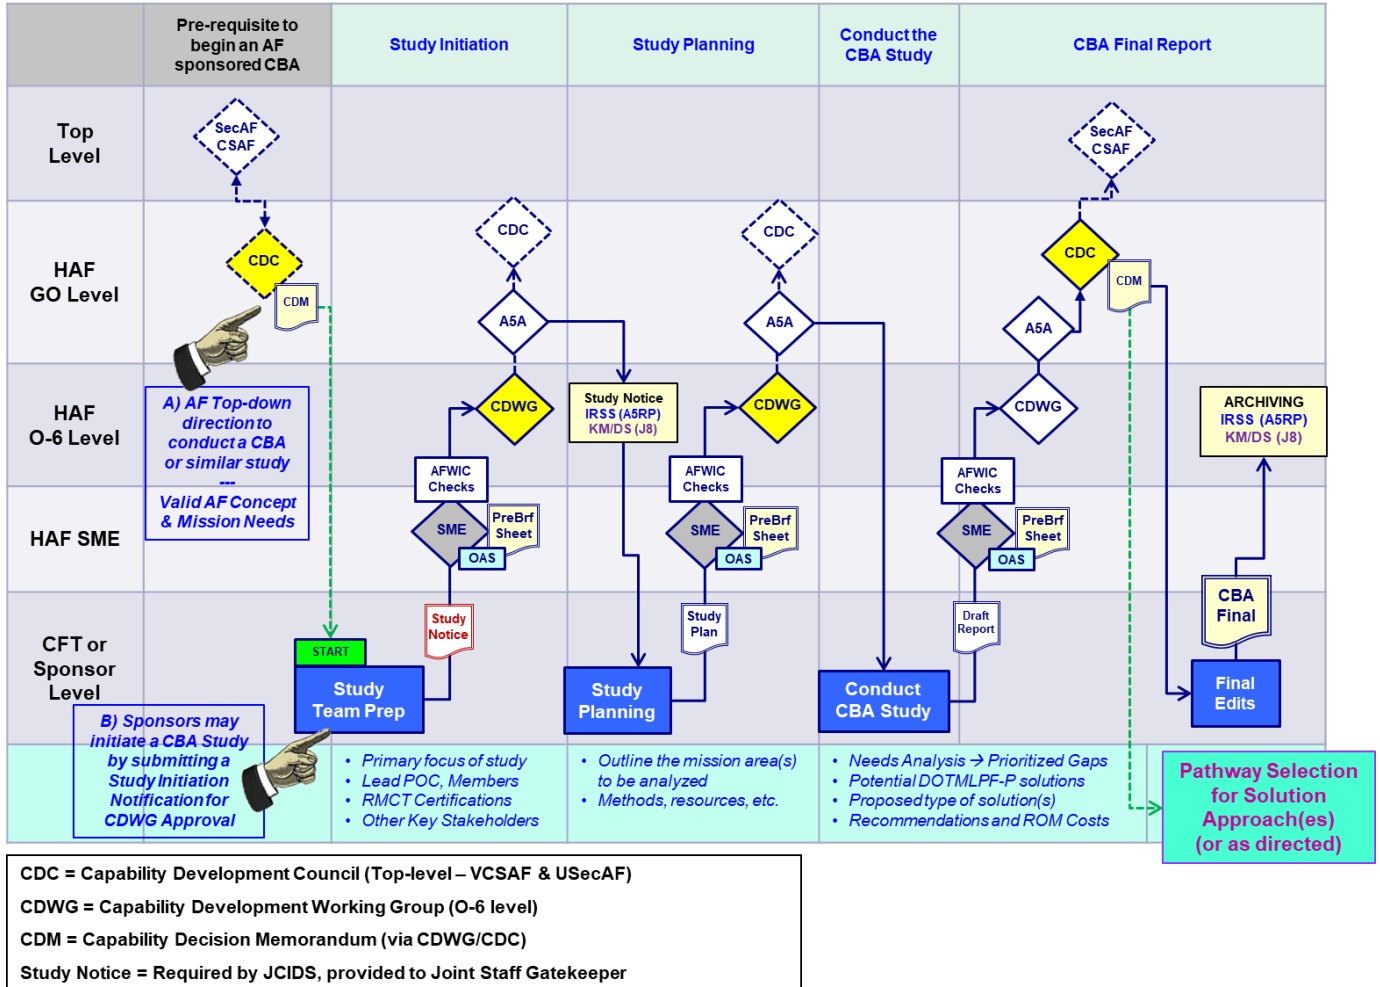 Pre-requisite to
begin an AF
sponsored CBA
Study Initiation
Study Planning
Conduct the
CBA Study
CBA Final Report
Top
Level
SecAF
CSAF
SecAF
CSAF
HAF
GO Level
CDC
CDM
CDC
A5A
CDC
A5A
CDC
CDM
A5A
HAF
O-6 Level
A) AF Top-down
direction to
conduct a CBA
or similar study
---
Valid AF Concept
& Mission Needs
CDWG
AFWIC
Checks
Study Notice
IRSS (A5RP)
KM/DS (J8)
CDWG
AFWIC
Checks
CDWG
AFWIC
Checks
ARCHIVING
IRSS (A5RP)
KM/DS (J8)
HAF SME
SME
PreBrf
Sheet
OAS
SME
PreBrf
Sheet
OAS
SME
PreBrf
Sheet
OAS
CFT or
Sponsor
Level
START
Study
Team Prep
Study
Notice
Study
Planning
Study
Plan
Conduct
CBA Study
Draft
Report
CBA
Final
Final
Edits
B) Sponsors may
initiate a CBA Study
by submitting a
Study Initiation
Notification for
CDWG Approval
• Primary focus of study
• Lead POC, Members
• RMCT Certifications
• Other Key Stakeholders
• Outline the mission area(s)
to be analyzed
• Methods, resources, etc.
• Needs Analysis → Prioritized Gaps
• Potential DOTMLPF-P solutions
• Proposed type of solution(s)
• Recommendations and ROM Costs
Pathway Selection
for Solution
Approach(es)
(or as directed)
CDC = Capability Development Council (Top-level – VCSAF & USecAF)
CDWG = Capability Development Working Group (O-6 level)
CDM = Capability Decision Memorandum (via CDWG/CDC)
Study Notice = Required by JCIDS, provided to Joint Staff Gatekeeper